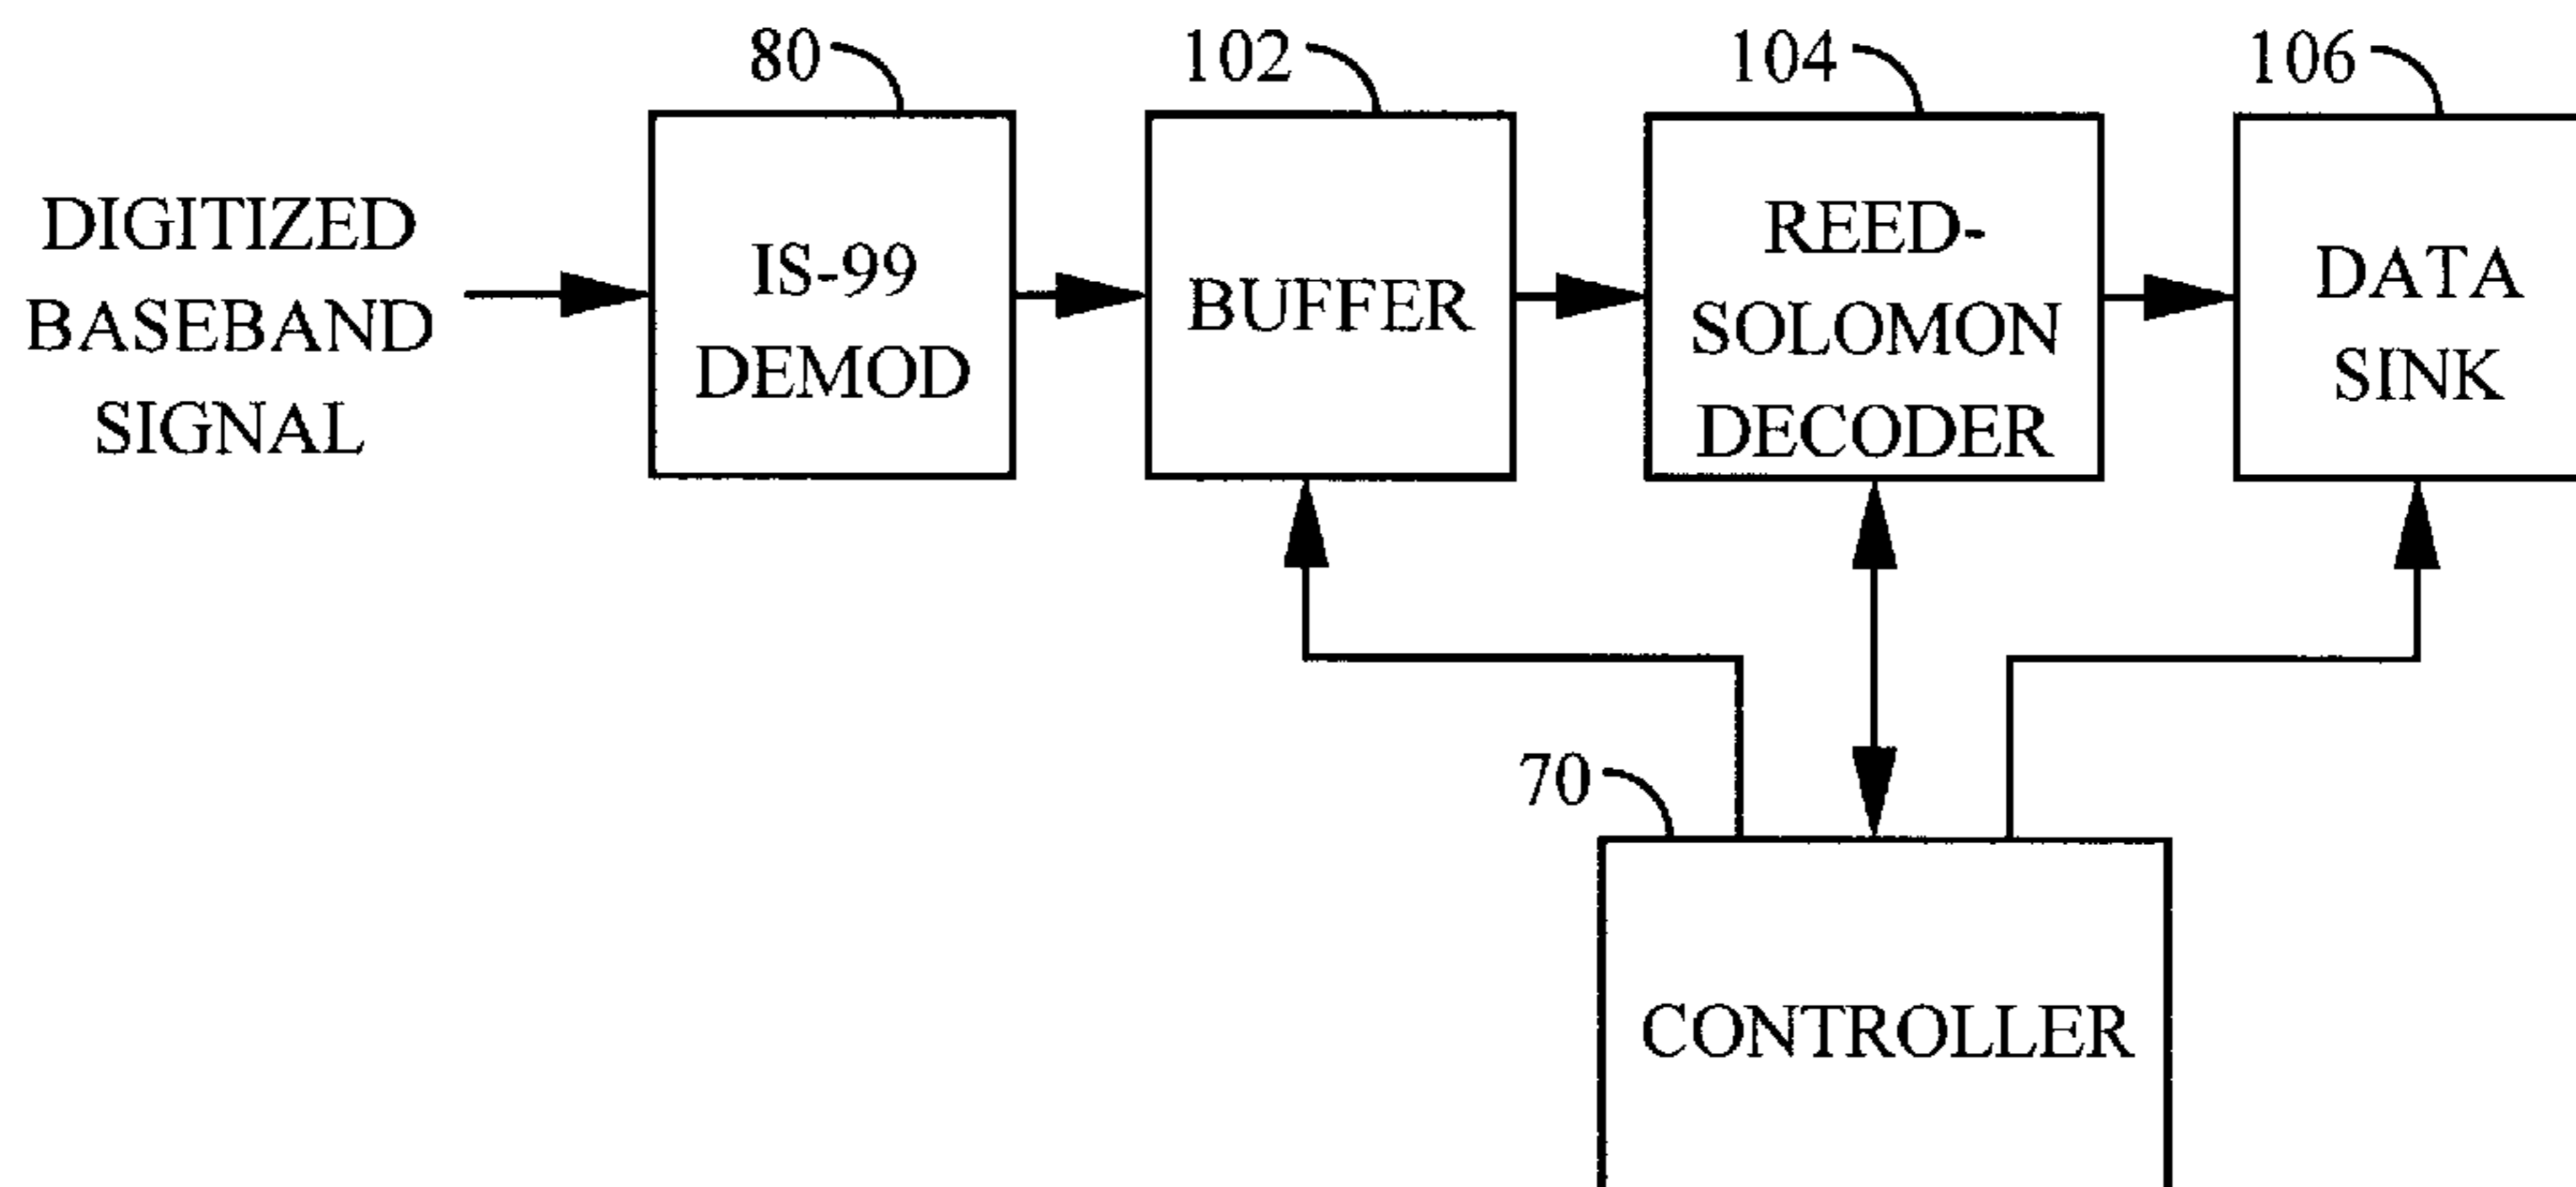 80
102
104
106
DIGITIZED
BASEBAND
SIGNAL
IS-99
DEMOD
BUFFER
REED-
SOLOMON
DECODER
DATA
SINK
70
CONTROLLER